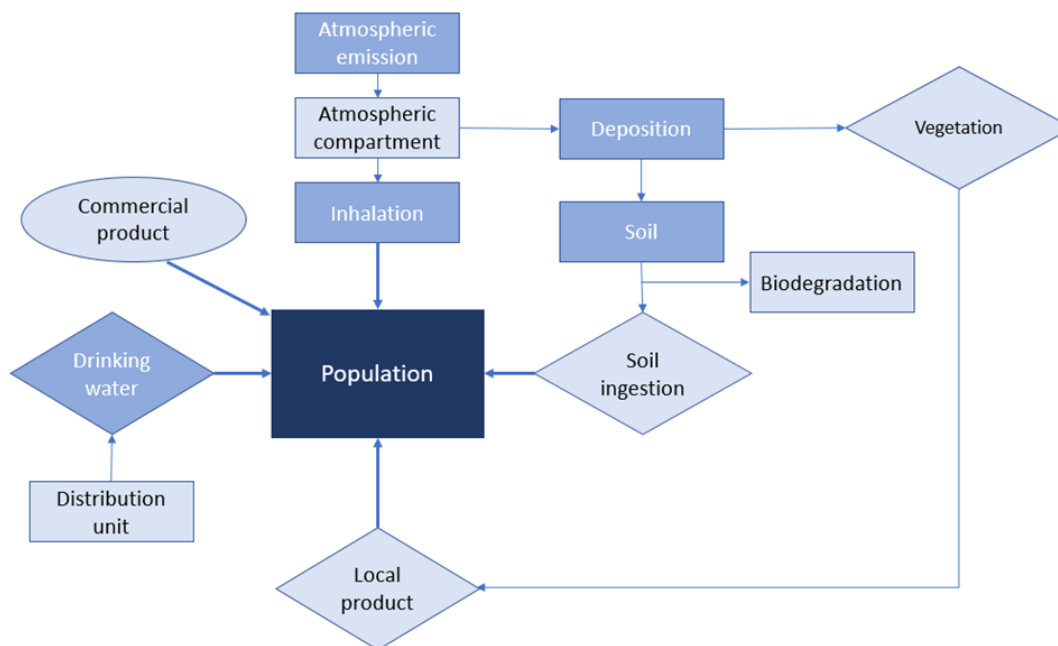 Atmospheric
emission
Atmospheric
compartment
Deposition
Vegetation
Inhalation
Commercial
product
Soil
Biodegradation
Drinking
water
Population
Soil
ingestion
Distribution
unit
Local
product